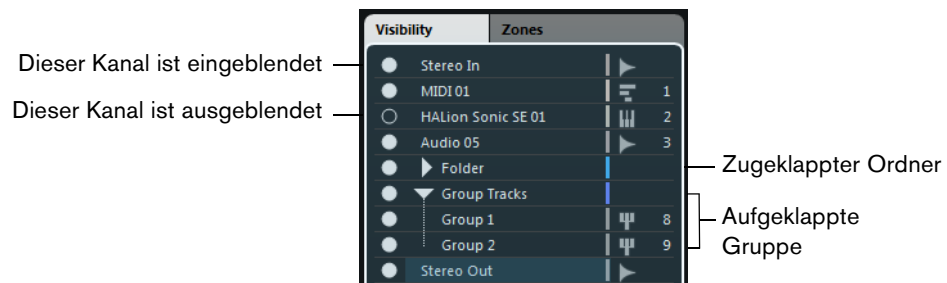 Visibility Zones
Dieser Kanal ist eingeblendet
Stereo In
MIDI 01 1
Dieser Kanal ist ausgeblendet
HALion Sonic SE 01 2
Audio 05 3
Folder
Zugeklappter Ordner
Group Tracks
Group 1 8
Group 2 9
Aufgeklappte
Gruppe
Stereo Out